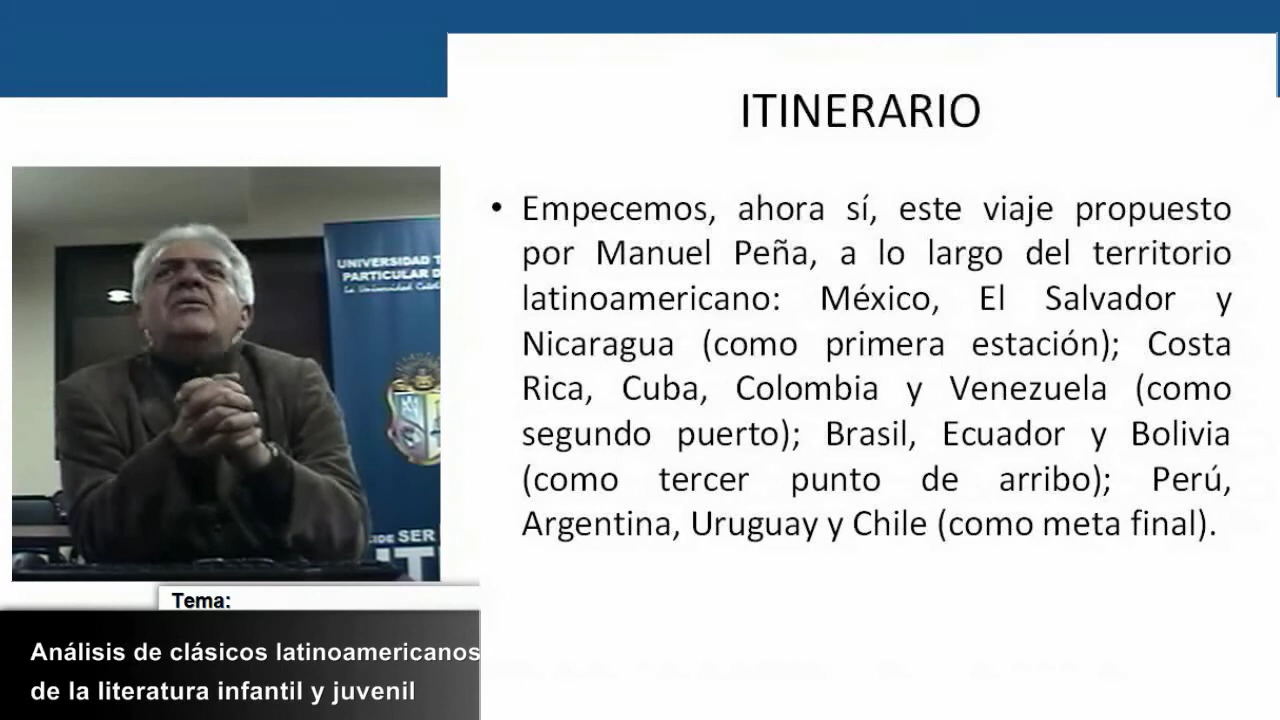 ITINERARIO
• Empecemos, ahora sí, este viaje propuesto
por Manuel Peña, a lo largo del territorio
latinoamericano: México, El Salvador y
Nicaragua (como primera estación); Costa
Rica, Cuba, Colombia y Venezuela (como
segundo puerto); Brasil, Ecuador y Bolivia
(como tercer punto de arribo); Perú,
Argentina, Uruguay y Chile (como meta final).
UNIVERSIDAD T
PARTICULAR D
La Universidad Cató
IDE SER
UT
Tema:
Análisis de clásicos latinoamericanos
de la literatura infantil y juvenil